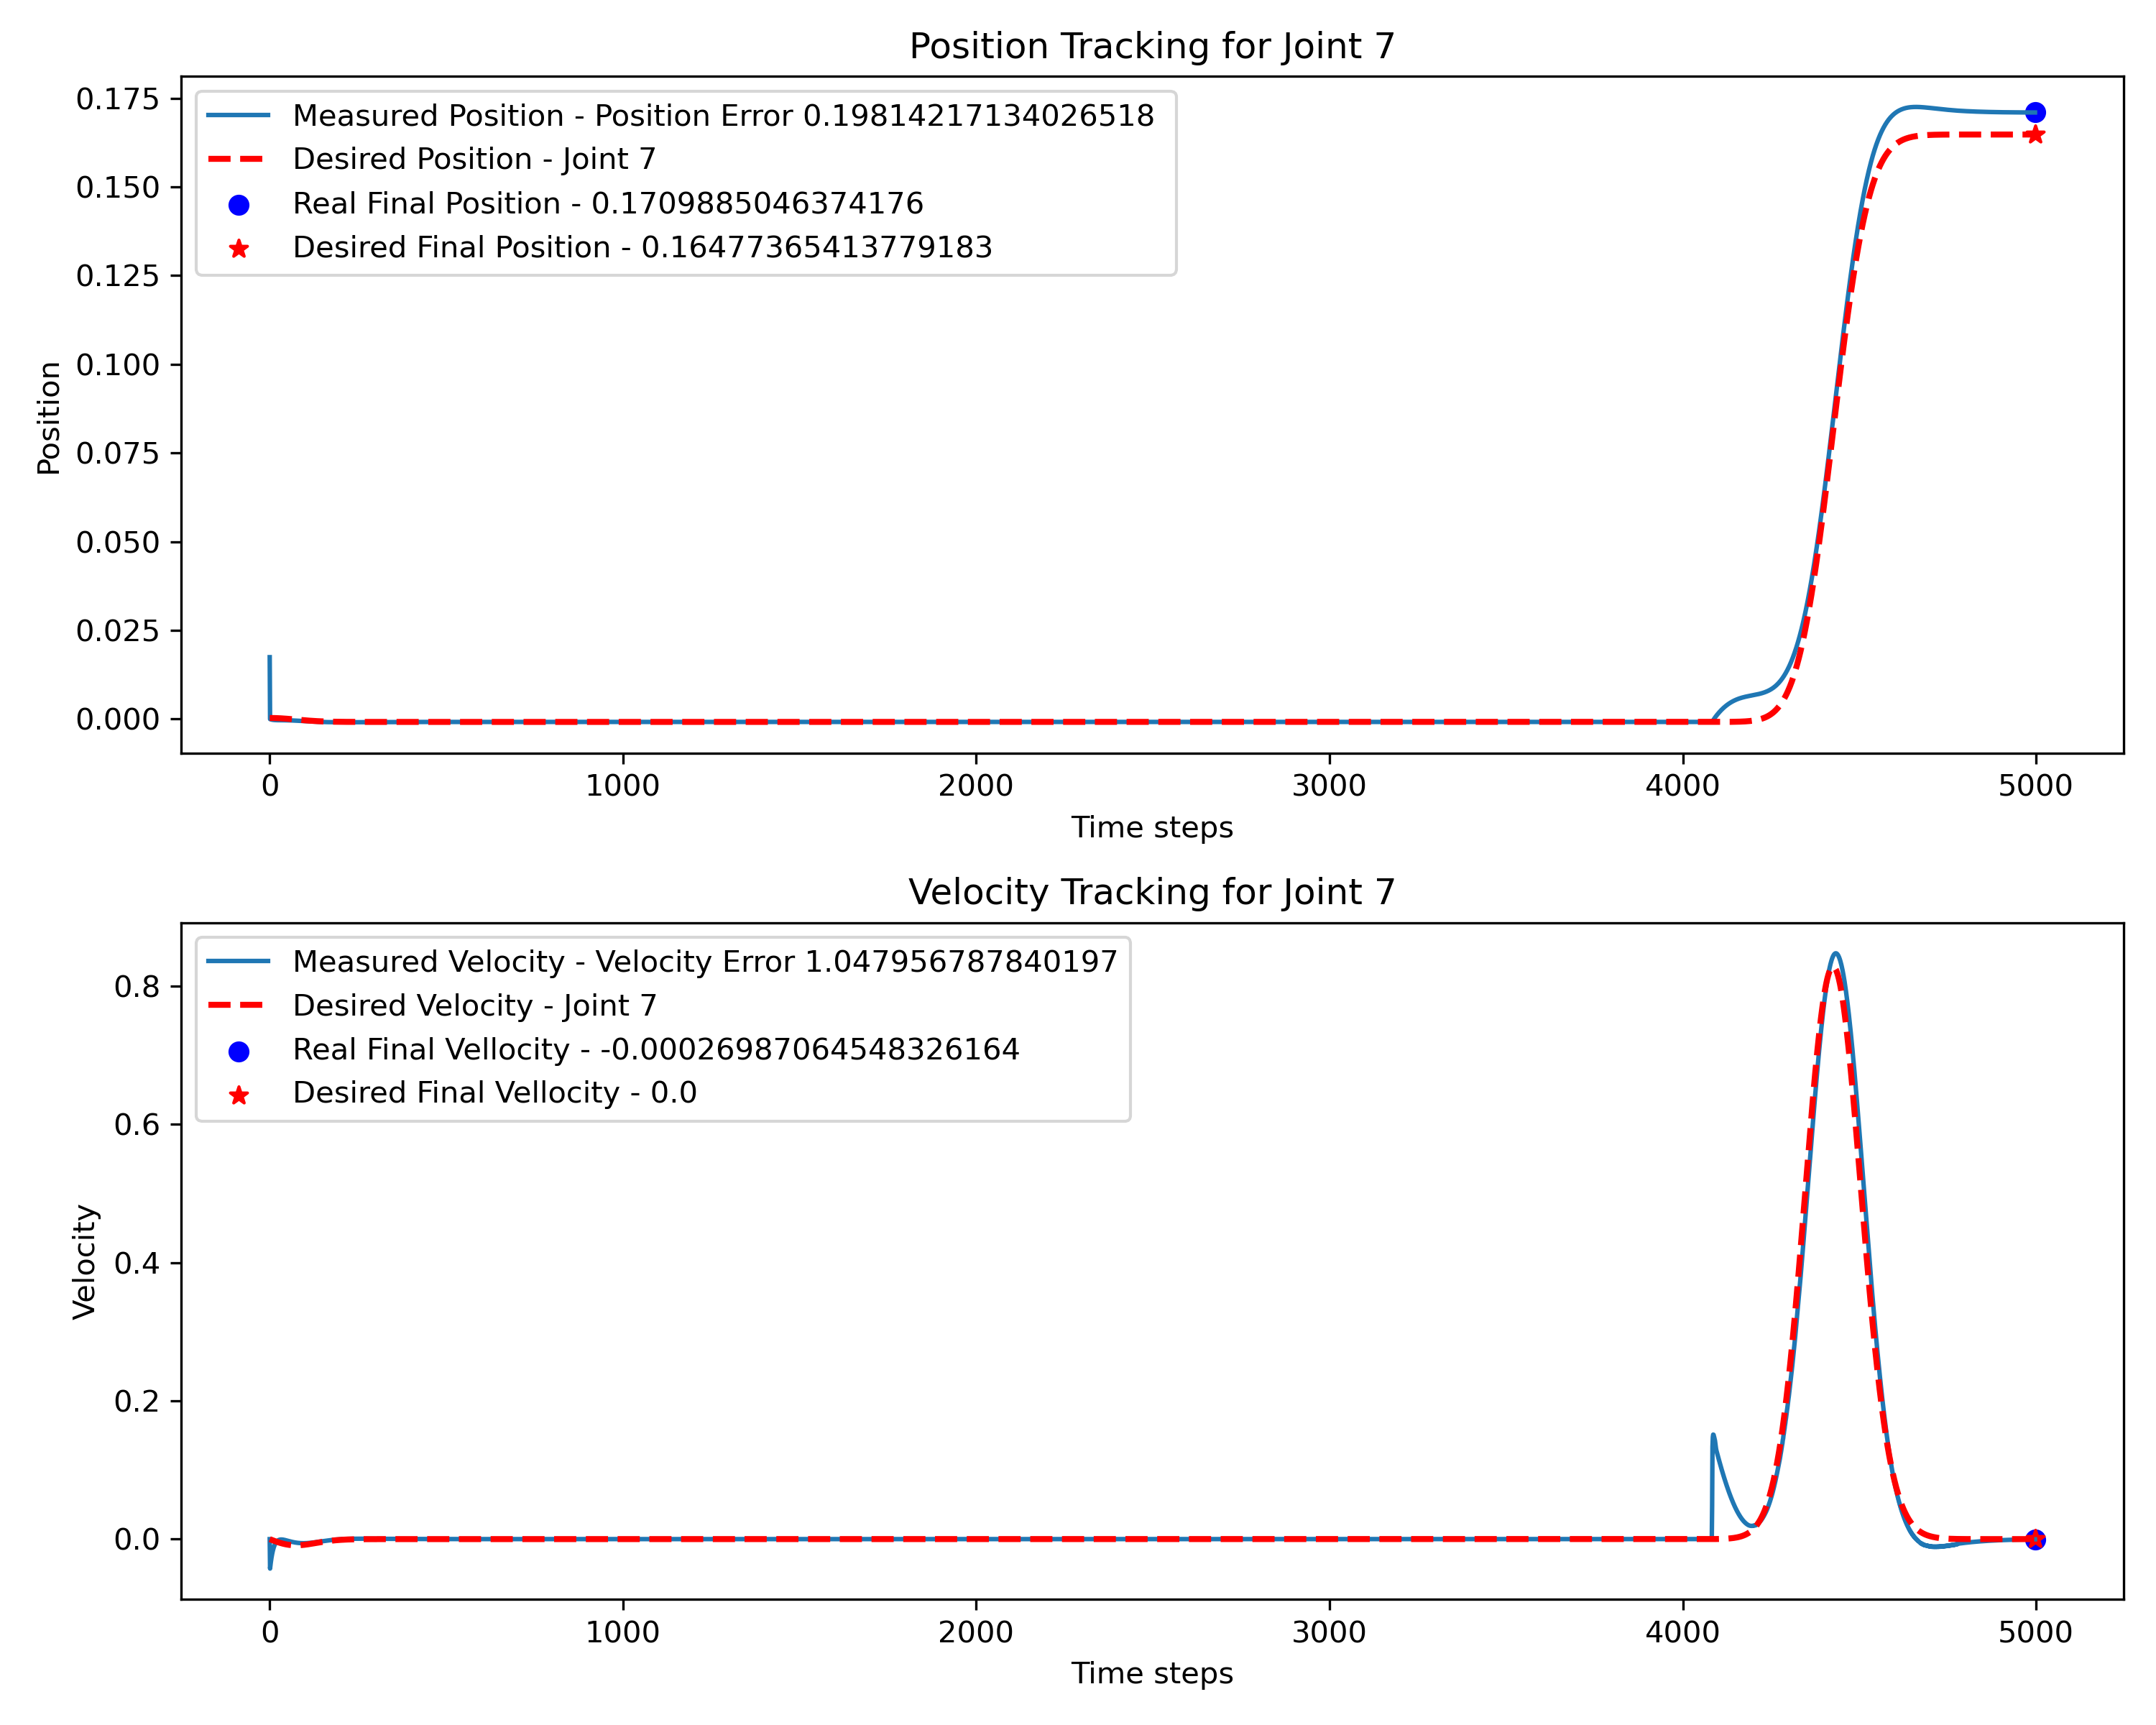 Position Tracking for Joint 7
0.175
0.150
0.125
0.100
0.075
0.050
0.025
0.000
Position
Measured Position - Position Error 0.19814217134026518
Desired Position - Joint 7
Real Final Position - 0.1709885046374176
Desired Final Position - 0.16477365413779183
0 1000 2000 3000 4000 5000
Time steps
Velocity Tracking for Joint 7
0.8
0.6
0.4
0.2
0.0
Velocity
Measured Velocity - Velocity Error 1.047956787840197
Desired Velocity - Joint 7
Real Final Vellocity - -0.00026987064548326164
Desired Final Vellocity - 0.0
0 1000 2000 3000 4000 5000
Time steps